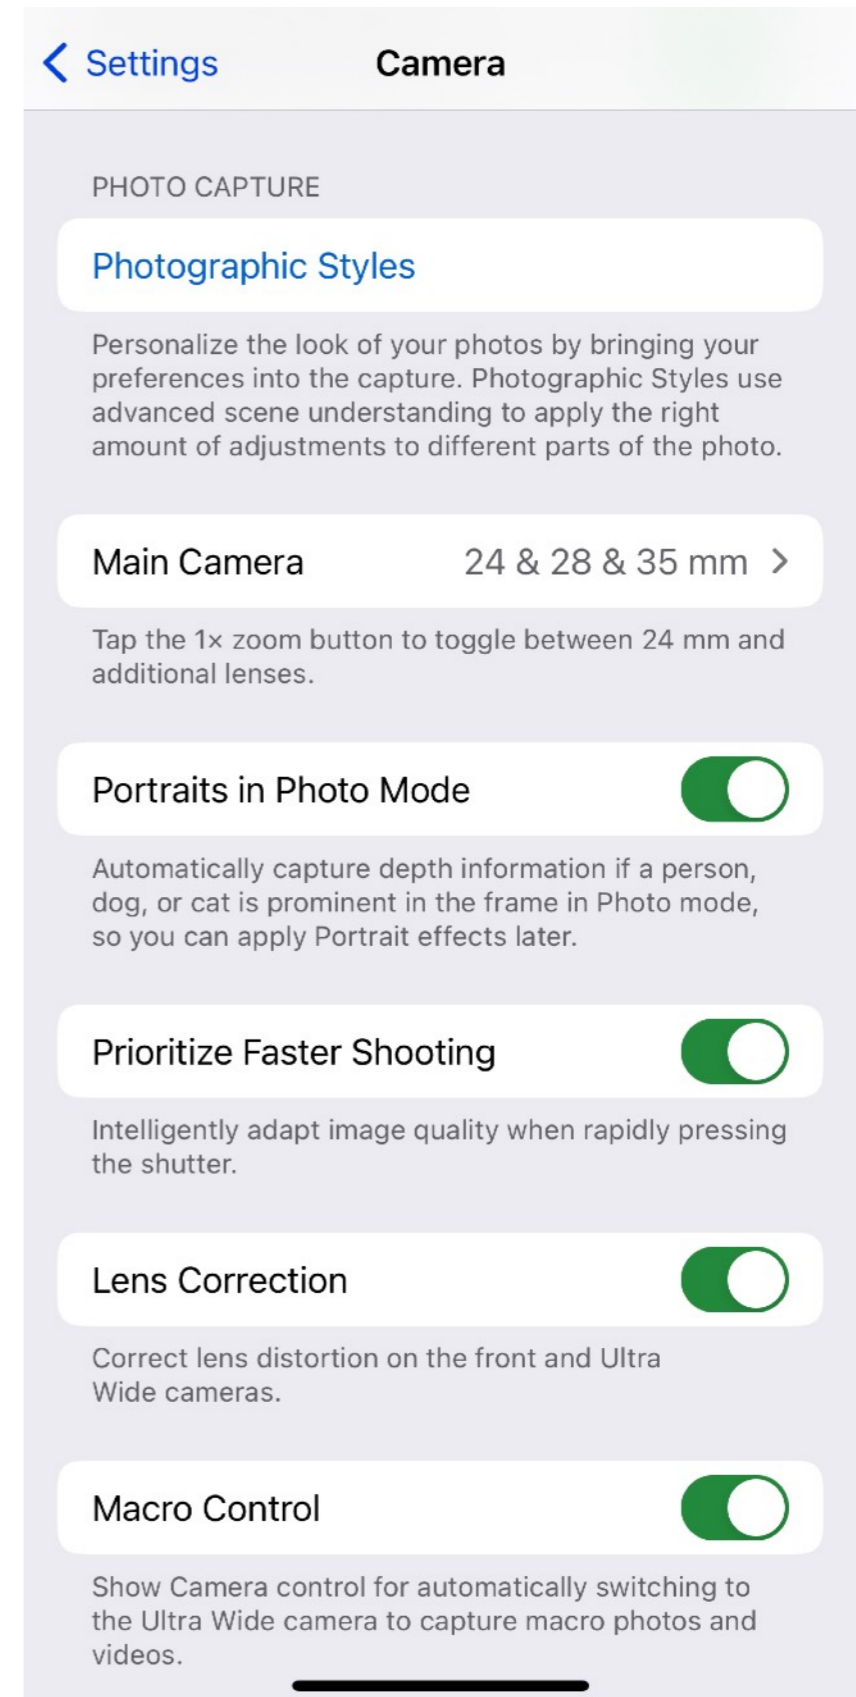 Settings
Camera
PHOTO CAPTURE
Photographic Styles
Personalize the look of your photos by bringing your
preferences into the capture. Photographic Styles use
advanced scene understanding to apply the right
amount of adjustments to different parts of the photo.
Main Camera 24 & 28 & 35 mm
Tap the 1× zoom button to toggle between 24 mm and
additional lenses.
Portraits in Photo Mode
Automatically capture depth information if a person,
dog, or cat is prominent in the frame in Photo mode,
so you can apply Portrait effects later.
Prioritize Faster Shooting
Intelligently adapt image quality when rapidly pressing
the shutter.
Lens Correction
Correct lens distortion on the front and Ultra
Wide cameras.
Macro Control
Show Camera control for automatically switching to
the Ultra Wide camera to capture macro photos and
videos.